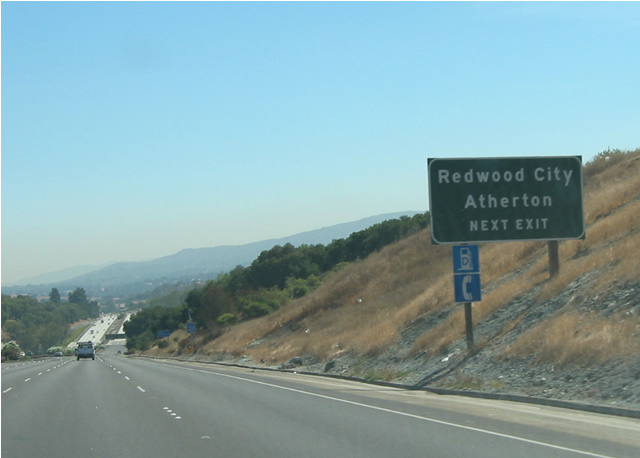 Redwood City
Atherton
NEXT EXIT
D